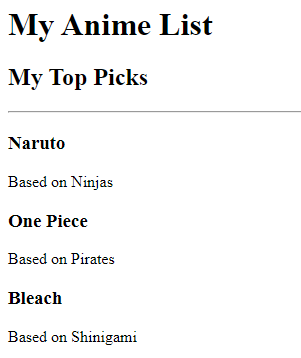 My Anime List
My Top Picks
Naruto
Based on Ninjas
One Piece
Based on Pirates
Bleach
Based on Shinigami